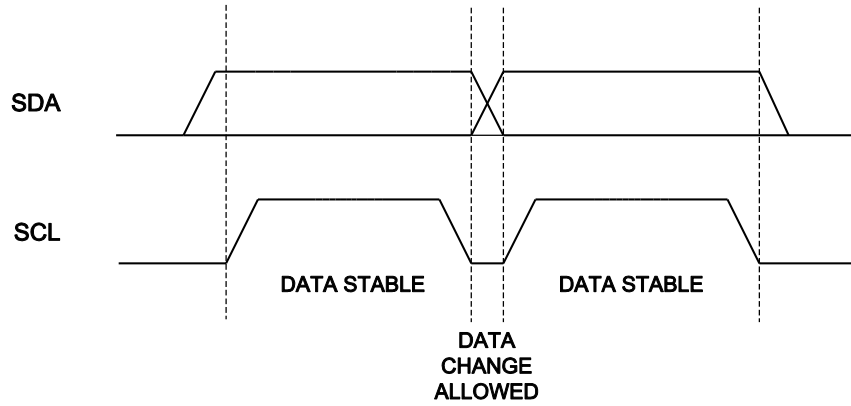 SDA
SCL
DATA STABLE
DATA STABLE
DATA
CHANGE
ALLOWED